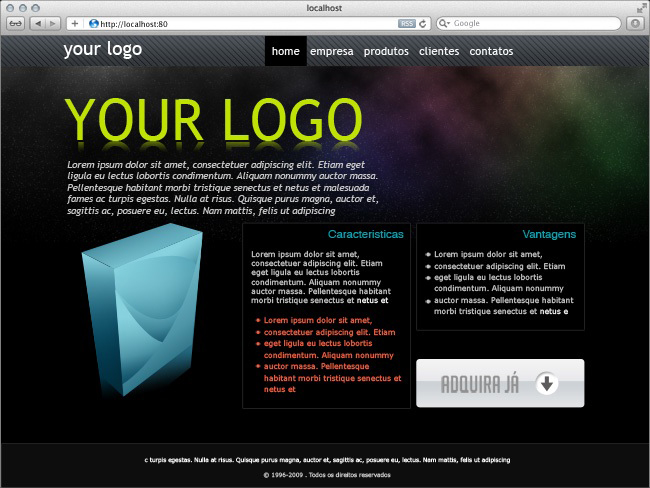 localhost
http://localhost:80
RSS
Google
your logo
home empresa produtos clientes contatos
YOUR LOGO
Lorem ipsum dolor sit amet, consectetuer adipiscing elit. Etiam eget
ligula eu lectus lobortis condimentum. Aliquam nonummy auctor massa.
Pellentesque habitant morbi tristique senectus et netus et malesuada
fames ac turpis egestas. Nulla at risus. Quisque purus magna, auctor et,
sagittis ac, posuere eu, lectus. Nam mattis, felis ut adipiscing
Caracteristicas
Lorem ipsum dolor sit amet,
consectetuer adipiscing elit. Etiam
eget ligula eu lectus lobortis
condimentum. Aliquam nonummy
auctor massa. Pellentesque habitant
morbi tristique senectus et netus et
Lorem ipsum dolor sit amet,
consectetuer adipiscing elit. Etiam
eget ligula eu lectus lobortis
condimentum. Aliquam nonummy
auctor massa. Pellentesque habitant
morbi tristique senectus et
netus et
Vantagens
Lorem ipsum dolor sit amet,
consectetuer adipiscing elit. Etiam
eget ligula eu lectus lobortis
condimentum. Aliquam nonummy
auctor massa. Pellentesque habitant
morbi tristique senectus et netus e
ADQUIRA JÁ
c turpis egestas. Nulla at risus. Quisque purus magna, auctor et, sagittis ac, posuere eu, lectus. Nam mattis, felis ut adipiscing
© 1996-2009 . Todos os direitos reservados